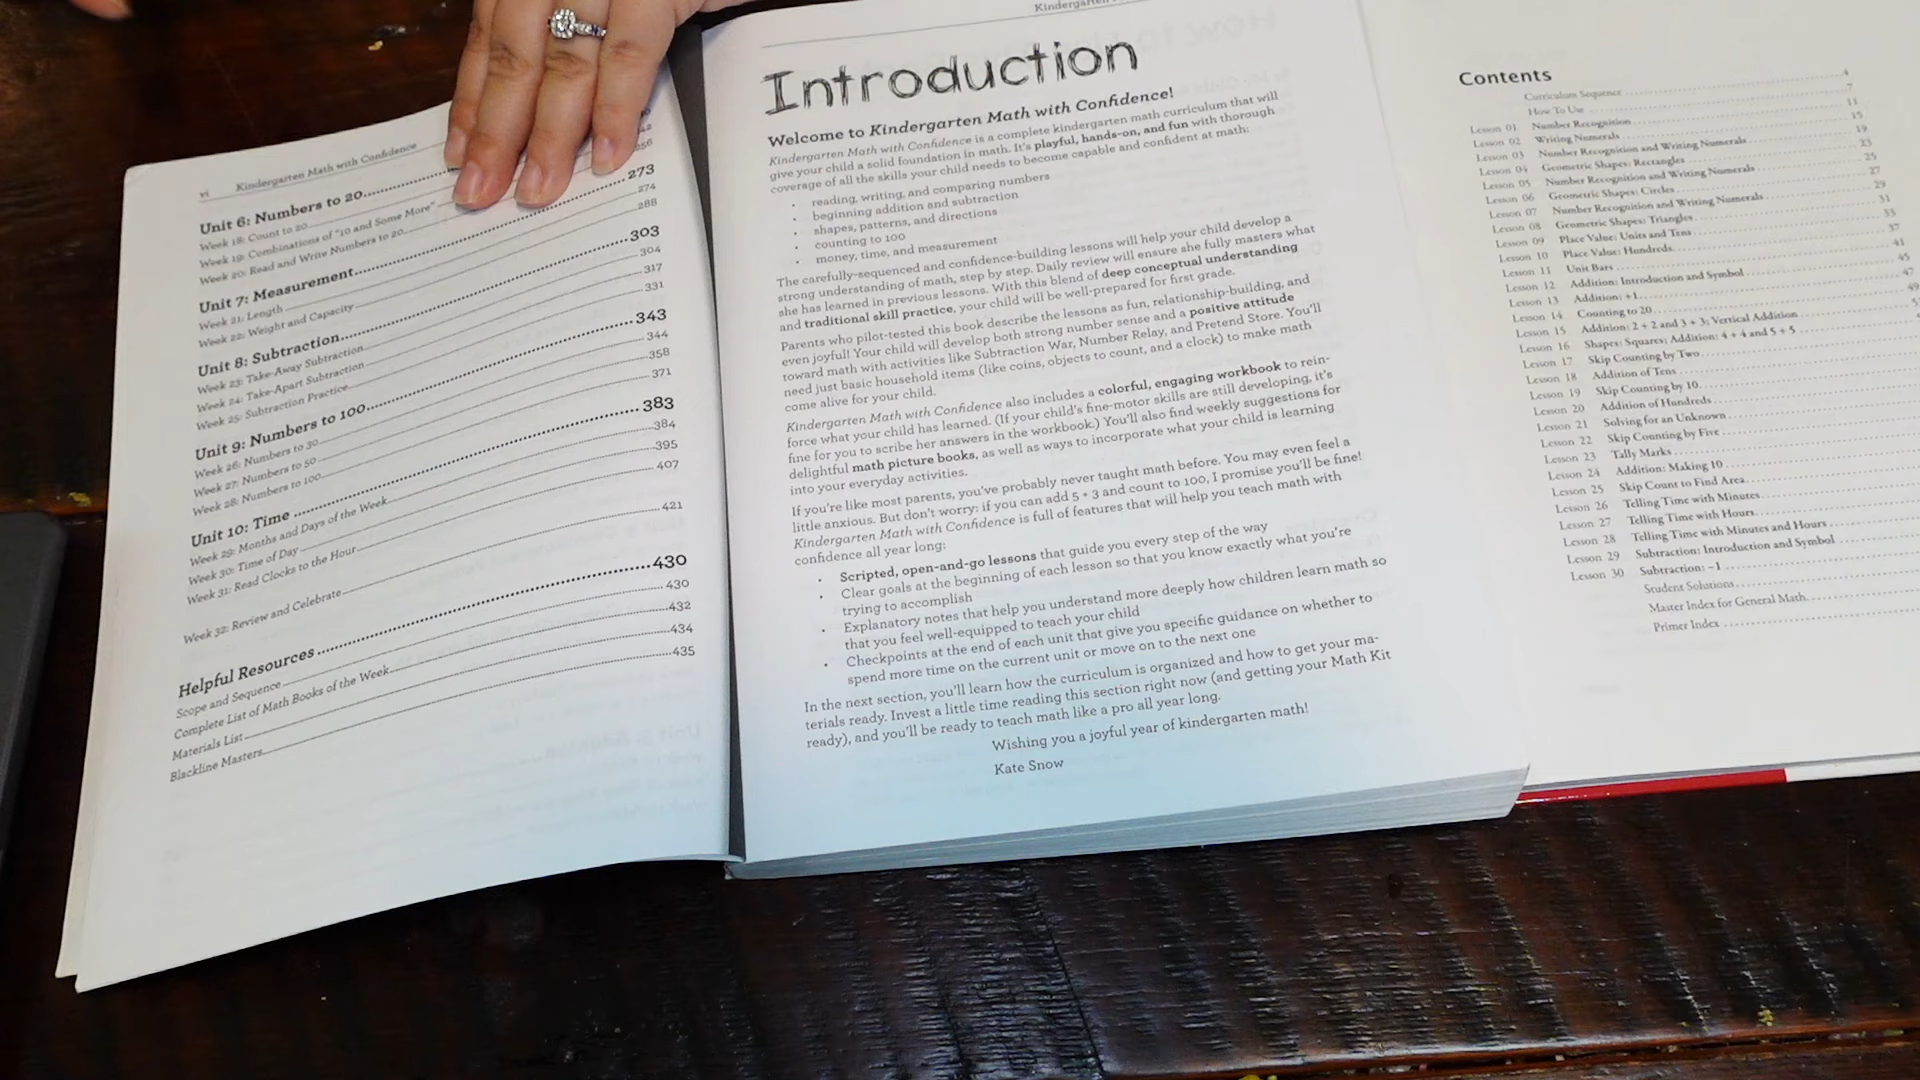 vi Kindergarten Math with Confidence
256
Unit 6: Numbers to 20 273
Week 18: Count to 20 274
Week 19: Combinations of "10 and Some More" 288
Week 20: Read and Write Numbers to 20
Unit 7: Measurement 303
Week 21: Length 304
Week 22: Weight and Capacity 317
331
Unit 8: Subtraction 343
Week 23: Take-Away Subtraction 344
Week 24: Take-Apart Subtraction 358
Week 25: Subtraction Practice 371
Unit 9: Numbers to 100 383
Week 26: Numbers to 30 384
Week 27: Numbers to 50 395
Week 28: Numbers to 100 407
Unit 10: Time
Week 29: Months and Days of the Week 421
Week 30: Time of Day
Week 31: Read Clocks to the Hour
430
Week 32: Review and Celebrate 430
Helpful Resources 432
Scope and Sequence 434
Complete List of Math Books of the Week 435
Materials List
Blackline Masters
Introduction
Welcome to Kindergarten Math with Confidence!
Kindergarten Math with Confidence is a complete kindergarten math curriculum that will
give your child a solid foundation in math. It's playful, hands-on, and fun with thorough
coverage of all the skills your child needs to become capable and confident at math:
• reading, writing, and comparing numbers
• beginning addition and subtraction
• shapes, patterns, and directions
• counting to 100
• money, time, and measurement
The carefully-sequenced and confidence-building lessons will help your child develop a
strong understanding of math, step by step. Daily review will ensure she fully masters what
she has learned in previous lessons. With this blend of deep conceptual understanding
and traditional skill practice, your child will be well-prepared for first grade.
Parents who pilot-tested this book describe the lessons as fun, relationship-building, and
even joyful! Your child will develop both strong number sense and a positive attitude
toward math with activities like Subtraction War, Number Relay, and Pretend Store. You'll
need just basic household items (like coins, objects to count, and a clock) to make math
come alive for your child.
Kindergarten Math with Confidence also includes a colorful, engaging workbook to rein-
force what your child has learned. (If your child's fine-motor skills are still developing, it's
fine for you to scribe her answers in the workbook.) You'll also find weekly suggestions for
delightful math picture books, as well as ways to incorporate what your child is learning
into your everyday activities.
If you're like most parents, you've probably never taught math before. You may even feel a
little anxious. But don't worry: if you can add 5 + 3 and count to 100, I promise you'll be fine!
Kindergarten Math with Confidence is full of features that will help you teach math with
confidence all year long:
• Scripted, open-and-go lessons that guide you every step of the way
• Clear goals at the beginning of each lesson so that you know exactly what you're
trying to accomplish
• Explanatory notes that help you understand more deeply how children learn math so
that you feel well-equipped to teach your child
• Checkpoints at the end of each unit that give you specific guidance on whether to
spend more time on the current unit or move on to the next one
In the next section, you'll learn how the curriculum is organized and how to get your ma-
terials ready. Invest a little time reading this section right now (and getting your Math Kit
ready), and you'll be ready to teach math like a pro all year long.
Wishing you a joyful year of kindergarten math!
Kate Snow
Contents
Curriculum Sequence 4
How To Use 7
Lesson 01 Number Recognition 11
Lesson 02 Writing Numerals 15
Lesson 03 Number Recognition and Writing Numerals 19
Lesson 04 Geometric Shapes: Rectangles 23
Lesson 05 Number Recognition and Writing Numerals 25
Lesson 06 Geometric Shapes: Circles 27
Lesson 07 Number Recognition and Writing Numerals 29
Lesson 08 Geometric Shapes: Triangles 31
Lesson 09 Place Value: Units and Tens 33
Lesson 10 Place Value: Hundreds 37
Lesson 11 Unit Bars 41
Lesson 12 Addition: Introduction and Symbol 45
Lesson 13 Addition: +1 47
Lesson 14 Counting to 20 49
Lesson 15 Addition: 2 + 2 and 3 + 3; Vertical Addition
Lesson 16 Shapes: Squares; Addition: 4 + 4 and 5 + 5
Lesson 17 Skip Counting by Two
Lesson 18 Addition of Tens
Lesson 19 Skip Counting by 10
Lesson 20 Addition of Hundreds
Lesson 21 Solving for an Unknown
Lesson 22 Skip Counting by Five
Lesson 23 Tally Marks
Lesson 24 Addition: Making 10
Lesson 25 Skip Count to Find Area
Lesson 26 Telling Time with Minutes
Lesson 27 Telling Time with Hours
Lesson 28 Telling Time with Minutes and Hours
Lesson 29 Subtraction: Introduction and Symbol
Lesson 30 Subtraction: −1
Student Solutions
Master Index for General Math
Primer Index